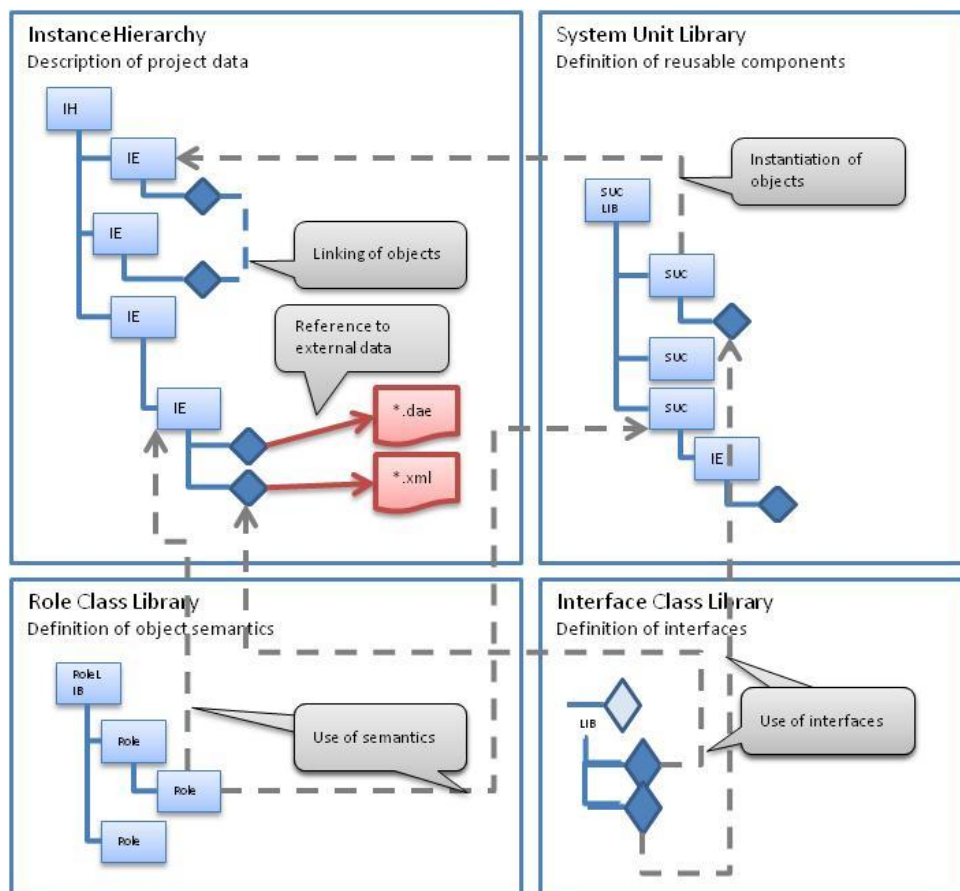 InstanceHierarchy
Description of project data
IH
IE
IE
Linking of objects
IE
Reference to
external data
IE
*.dae
*.xml
System Unit Library
Definition of reusable components
Instantiation of
objects
SUC
LIB
SUC
SUC
SUC
IE
Role Class Library
Definition of object semantics
RoleL
IB
Role
Role
Role
Use of semantics
Interface Class Library
Definition of interfaces
LIB
Use of interfaces